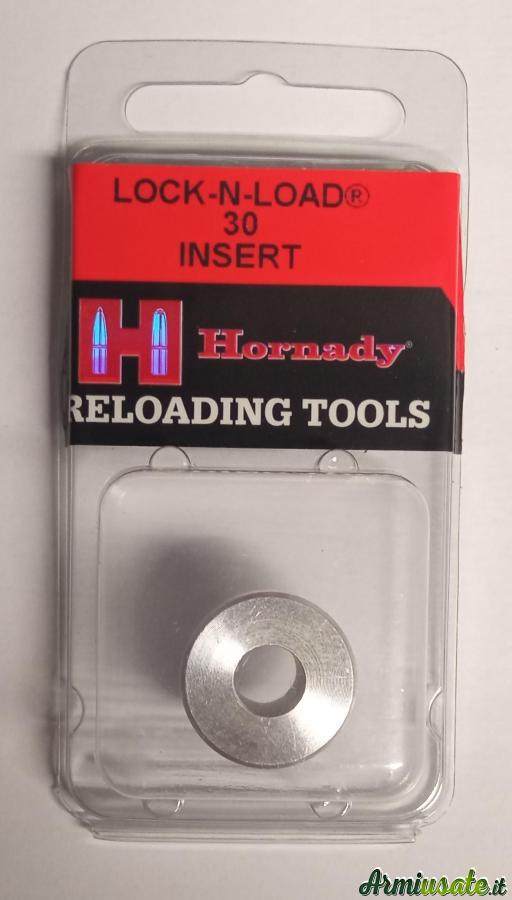 LOCK-N-LOAD®
30
INSERT
H Hornady®
RELOADING TOOLS
Armiusate.it